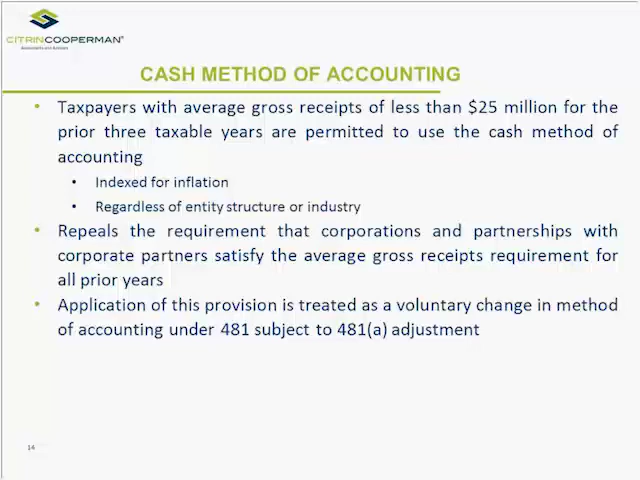 CITRINCOOPERMAN®
Accountants and Advisors
CASH METHOD OF ACCOUNTING
• Taxpayers with average gross receipts of less than $25 million for the
prior three taxable years are permitted to use the cash method of
accounting
• Indexed for inflation
• Regardless of entity structure or industry
• Repeals the requirement that corporations and partnerships with
corporate partners satisfy the average gross receipts requirement for
all prior years
• Application of this provision is treated as a voluntary change in method
of accounting under 481 subject to 481(a) adjustment
14